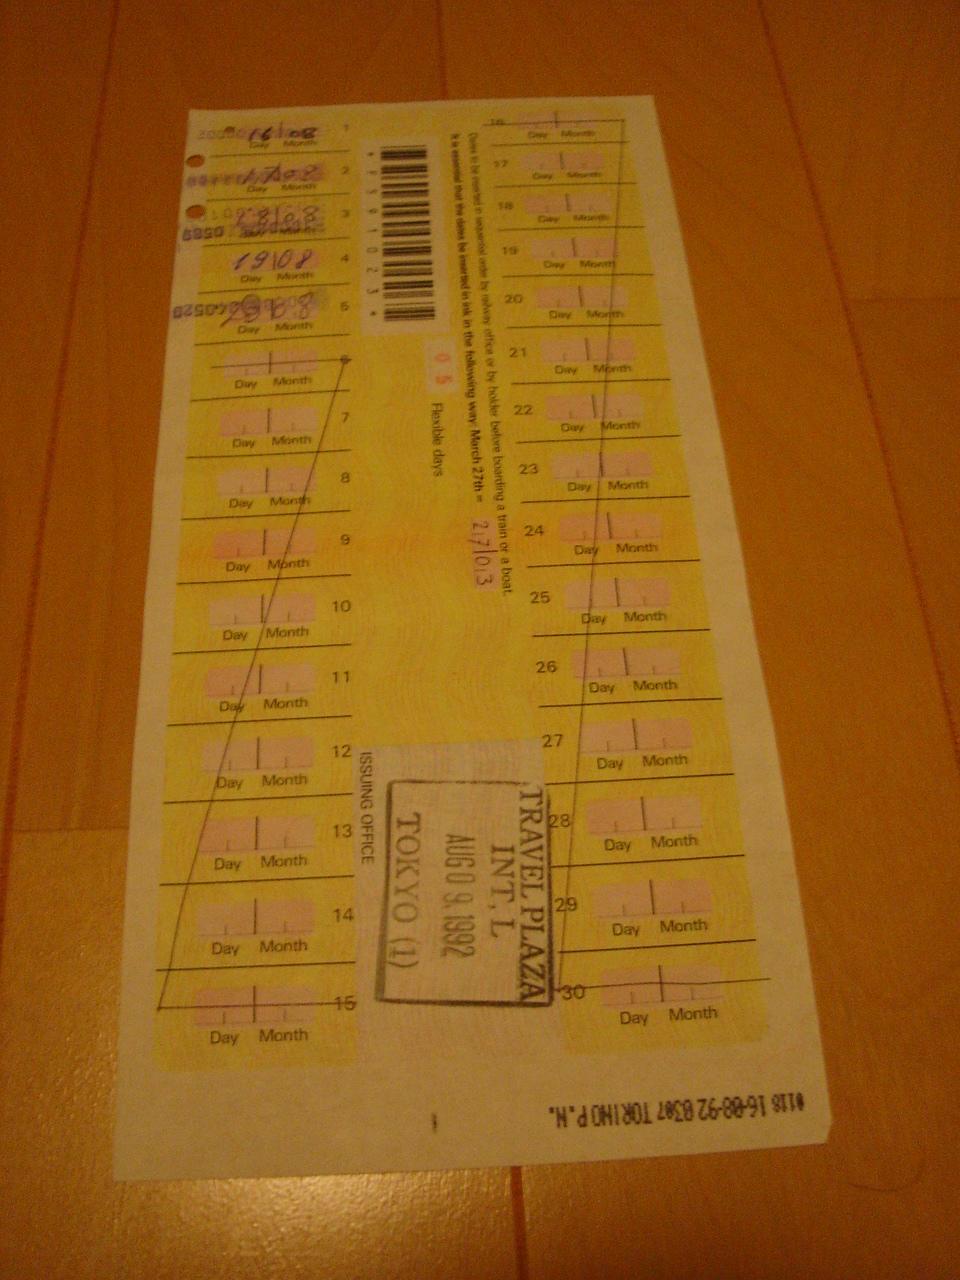 1
16 08
Day Month
2
17 08
Day Month
3
18 08
4
19 08
Day Month
5
Day Month
6
Day Month
7
Day Month
8
Day Month
9
Day Month
10
Day Month
11
Day Month
12
Day Month
13
Day Month
14
Day Month
15
Day Month
05
Flexible days
It is essential that the dates be inserted in ink in the following way: March 27th = 2703
Dates to be inserted in sequential order by railway office or by holder before boarding a train or a boat.
ISSUING OFFICE
TRAVEL PLAZA
INT, L
AUG 09. 1992
TOKYO (1)
16
Day Month
17
Day Month
18
Day Month
19
Day Month
20
Day Month
21
Day Month
22
Day Month
23
Day Month
24
Day Month
25
Day Month
26
Day Month
27
Day Month
28
Day Month
29
Day Month
30
Day Month
0118 16-08-92 0307 TORINO P.N.